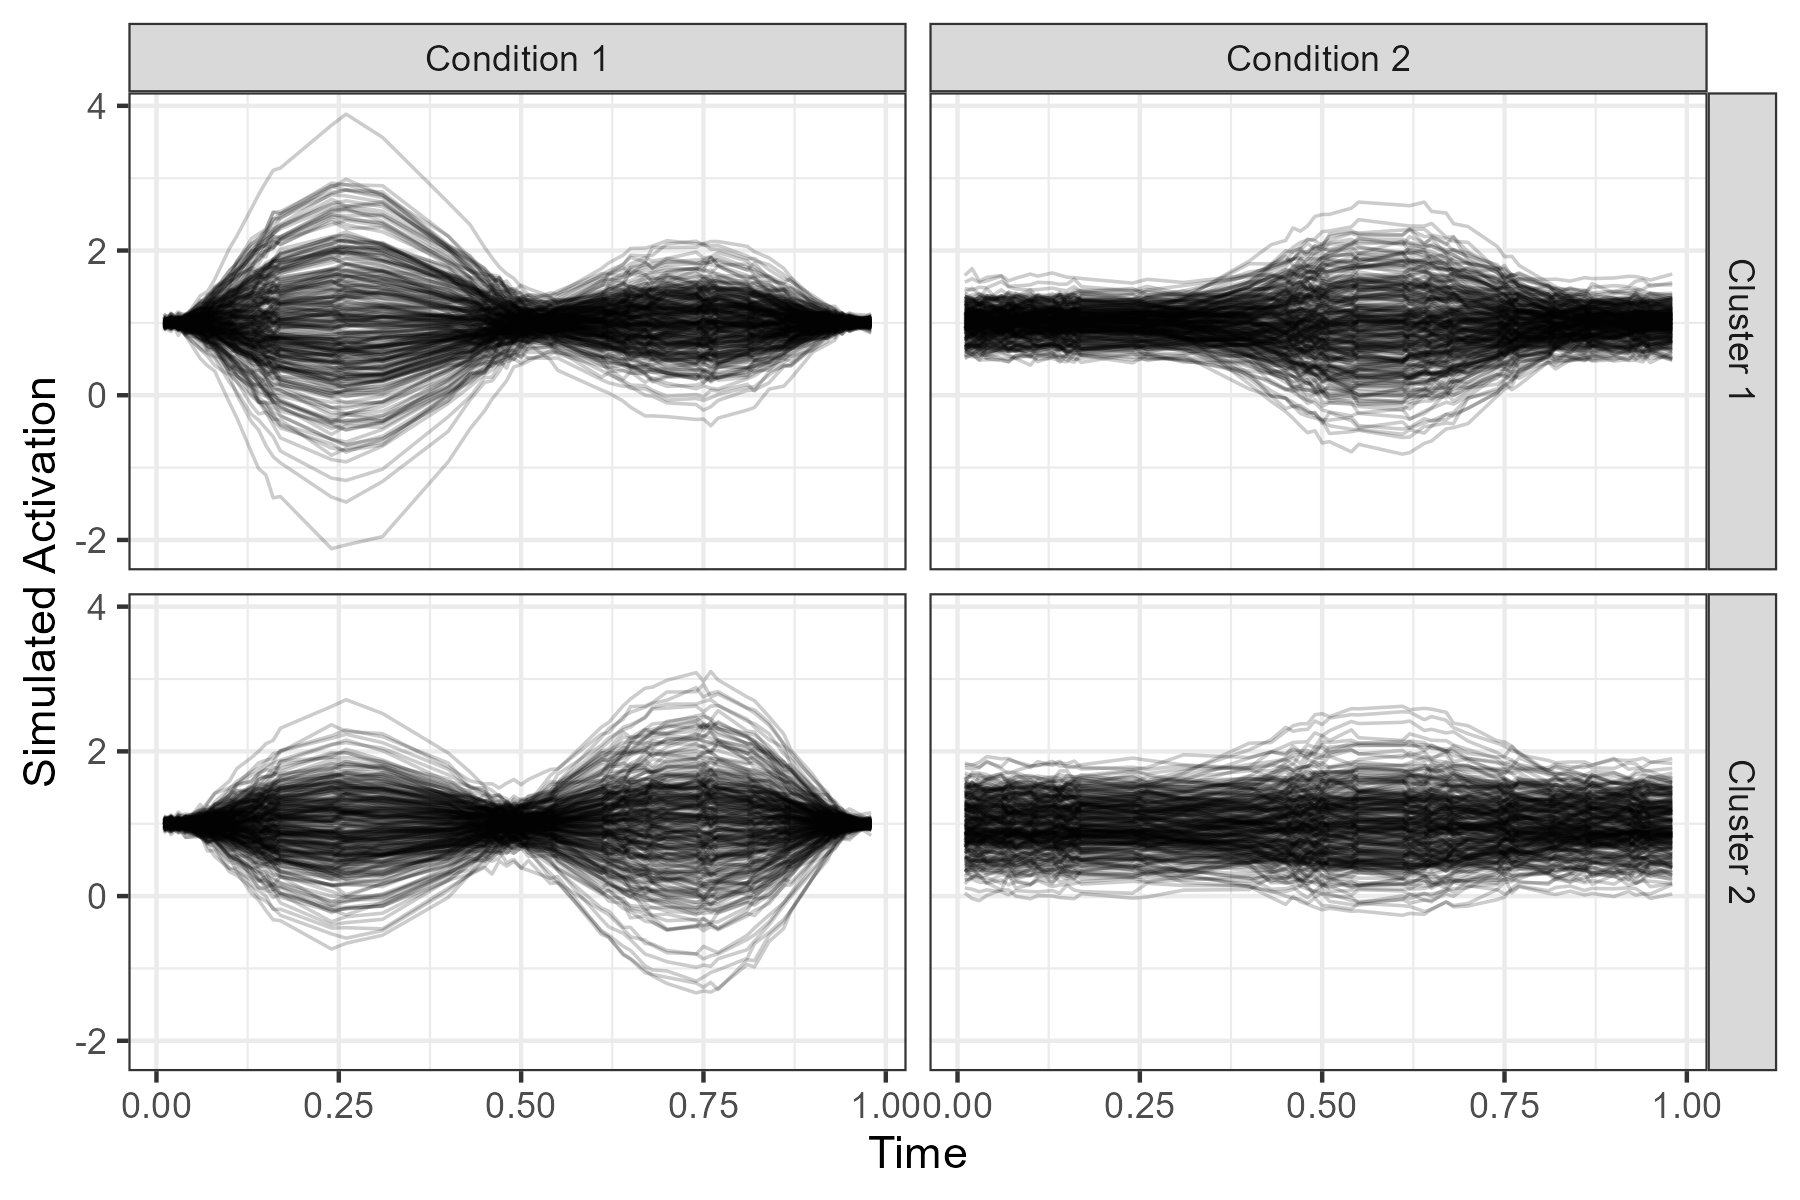 Condition 1
Condition 2
4
2
0
-2
Cluster 1
4
2
0
-2
Cluster 2
Simulated Activation
0.00 0.25 0.50 0.75 1.00
0.00 0.25 0.50 0.75 1.00
Time